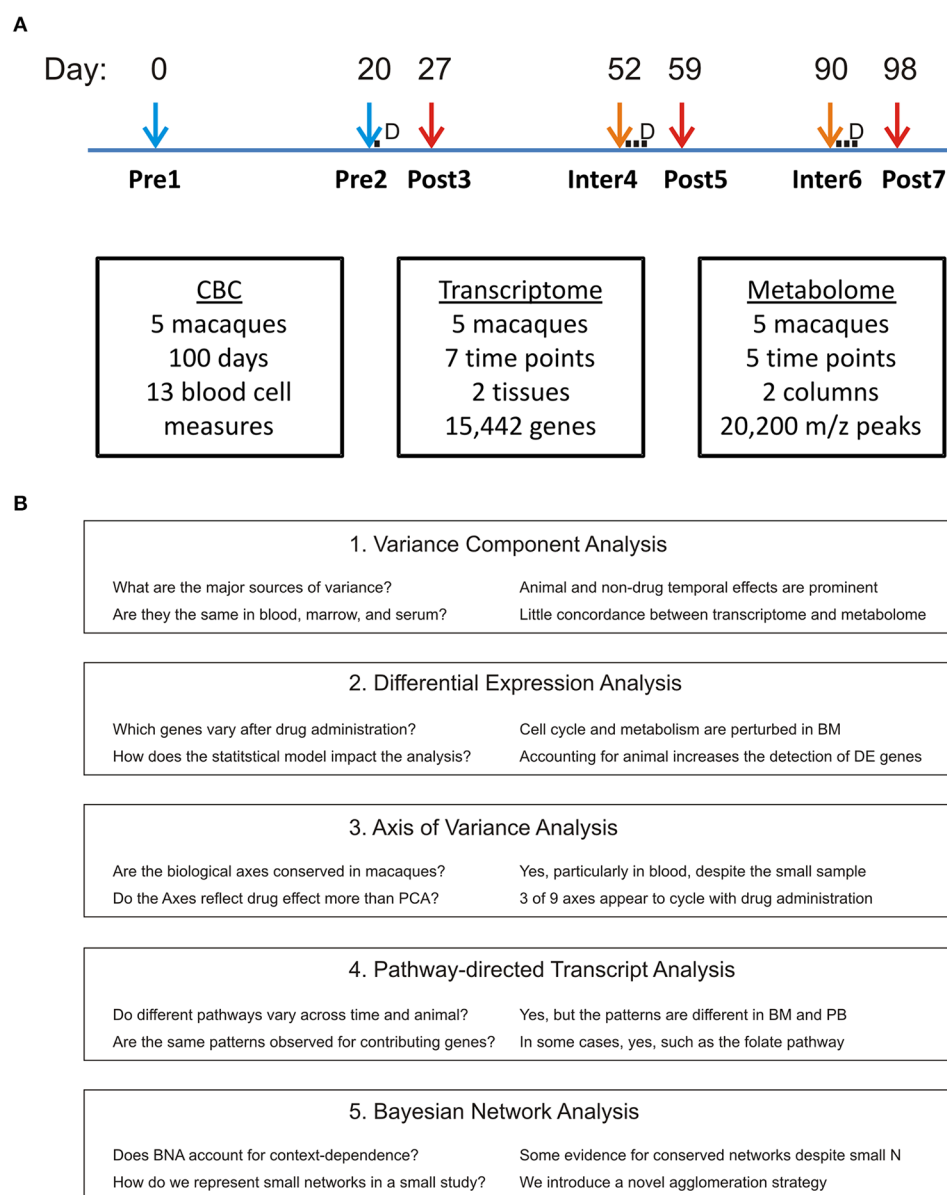 A
Day: 0 20 27 52 59 90 98
D D D
Pre1 Pre2 Post3 Inter4 Post5 Inter6 Post7
CBC
5 macaques
100 days
13 blood cell
measures
Transcriptome
5 macaques
7 time points
2 tissues
15,442 genes
Metabolome
5 macaques
5 time points
2 columns
20,200 m/z peaks
B
1. Variance Component Analysis
What are the major sources of variance? Animal and non-drug temporal effects are prominent
Are they the same in blood, marrow, and serum? Little concordance between transcriptome and metabolome
2. Differential Expression Analysis
Which genes vary after drug administration? Cell cycle and metabolism are perturbed in BM
How does the statitstical model impact the analysis? Accounting for animal increases the detection of DE genes
3. Axis of Variance Analysis
Are the biological axes conserved in macaques? Yes, particularly in blood, despite the small sample
Do the Axes reflect drug effect more than PCA? 3 of 9 axes appear to cycle with drug administration
4. Pathway-directed Transcript Analysis
Do different pathways vary across time and animal? Yes, but the patterns are different in BM and PB
Are the same patterns observed for contributing genes? In some cases, yes, such as the folate pathway
5. Bayesian Network Analysis
Does BNA account for context-dependence? Some evidence for conserved networks despite small N
How do we represent small networks in a small study? We introduce a novel agglomeration strategy